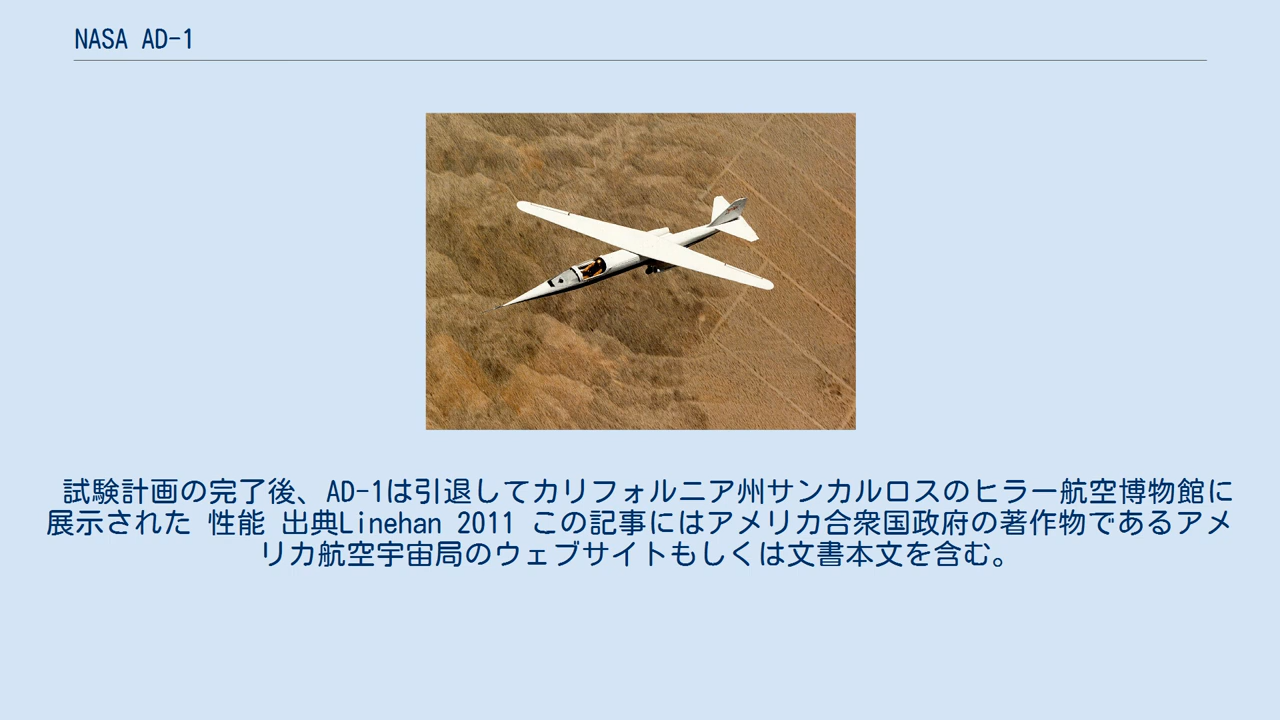 NASA AD-1
試験計画の完了後、AD-1は引退してカリフォルニア州サンカルロスのヒラー航空博物館に
展示された 性能 出典Linehan 2011 この記事にはアメリカ合衆国政府の著作物であるアメ
リカ航空宇宙局のウェブサイトもしくは文書本文を含む。